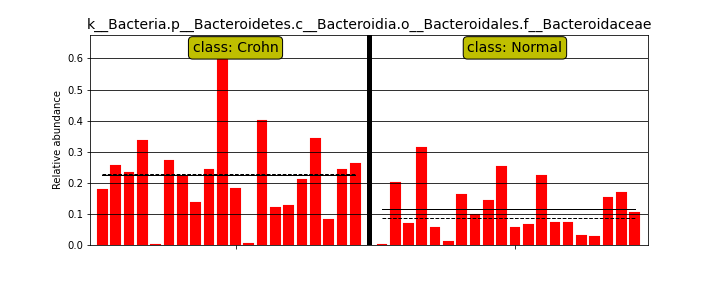 k__Bacteria.p__Bacteroidetes.c__Bacteroidia.o__Bacteroidales.f__Bacteroidaceae
class: Crohn
class: Normal
Relative abundance
0.6
0.5
0.4
0.3
0.2
0.1
0.0